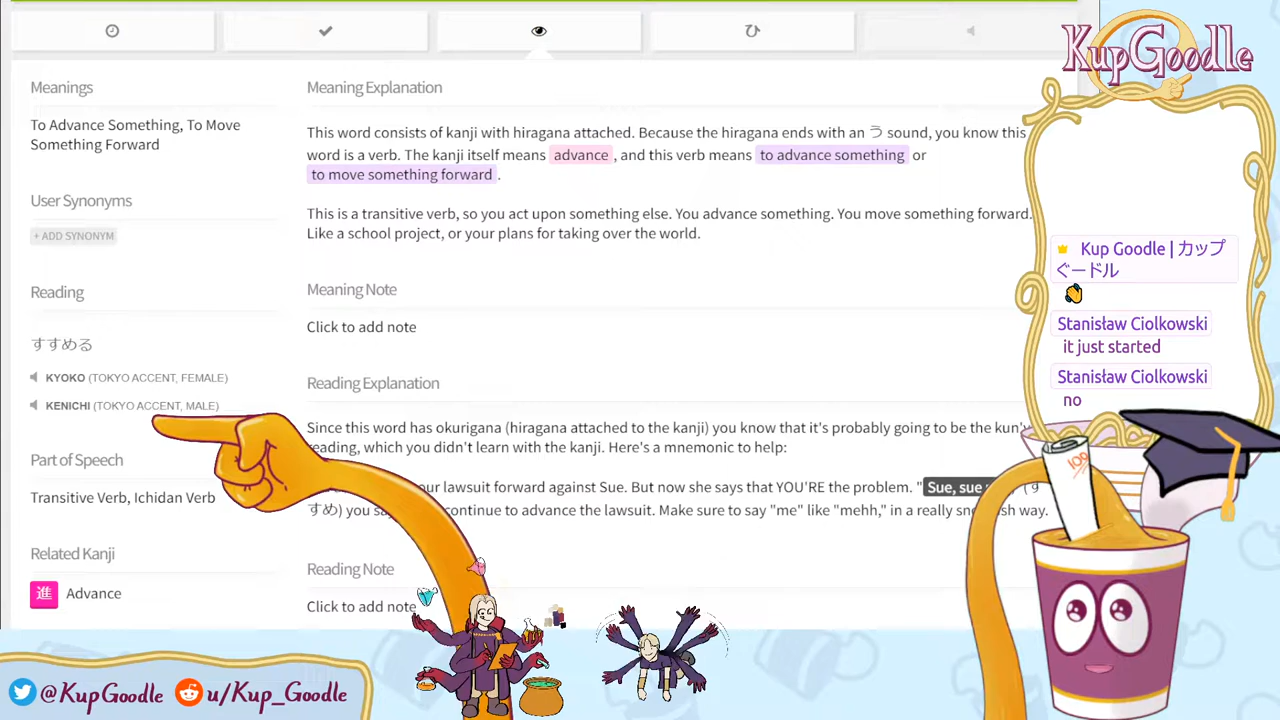 ひ
KupGoodle
Meanings
To Advance Something, To Move
Something Forward
User Synonyms
+ ADD SYNONYM
Reading
すすめる
KYOKO (TOKYO ACCENT, FEMALE)
KENICHI (TOKYO ACCENT, MALE)
Part of Speech
Transitive Verb, Ichidan Verb
Related Kanji
進 Advance
Meaning Explanation
This word consists of kanji with hiragana attached. Because the hiragana ends with an う sound, you know this
word is a verb. The kanji itself means advance, and this verb means to advance something or
to move something forward.
This is a transitive verb, so you act upon something else. You advance something. You move something forward.
Like a school project, or your plans for taking over the world.
Meaning Note
Click to add note
Reading Explanation
Since this word has okurigana (hiragana attached to the kanji) you know that it's probably going to be the kun'y
reading, which you didn't learn with the kanji. Here's a mnemonic to help:
our lawsuit forward against Sue. But now she says that YOU'RE the problem. "Sue, sue (す
すめ) you continue to advance the lawsuit. Make sure to say "me" like "mehh," in a really way.
Reading Note
Click to add note
Kup Goodle | カップ
ぐードル
Stanisław Ciolkowski
it just started
Stanisław Ciolkowski
no
100
@KupGoodle u/Kup_Goodle